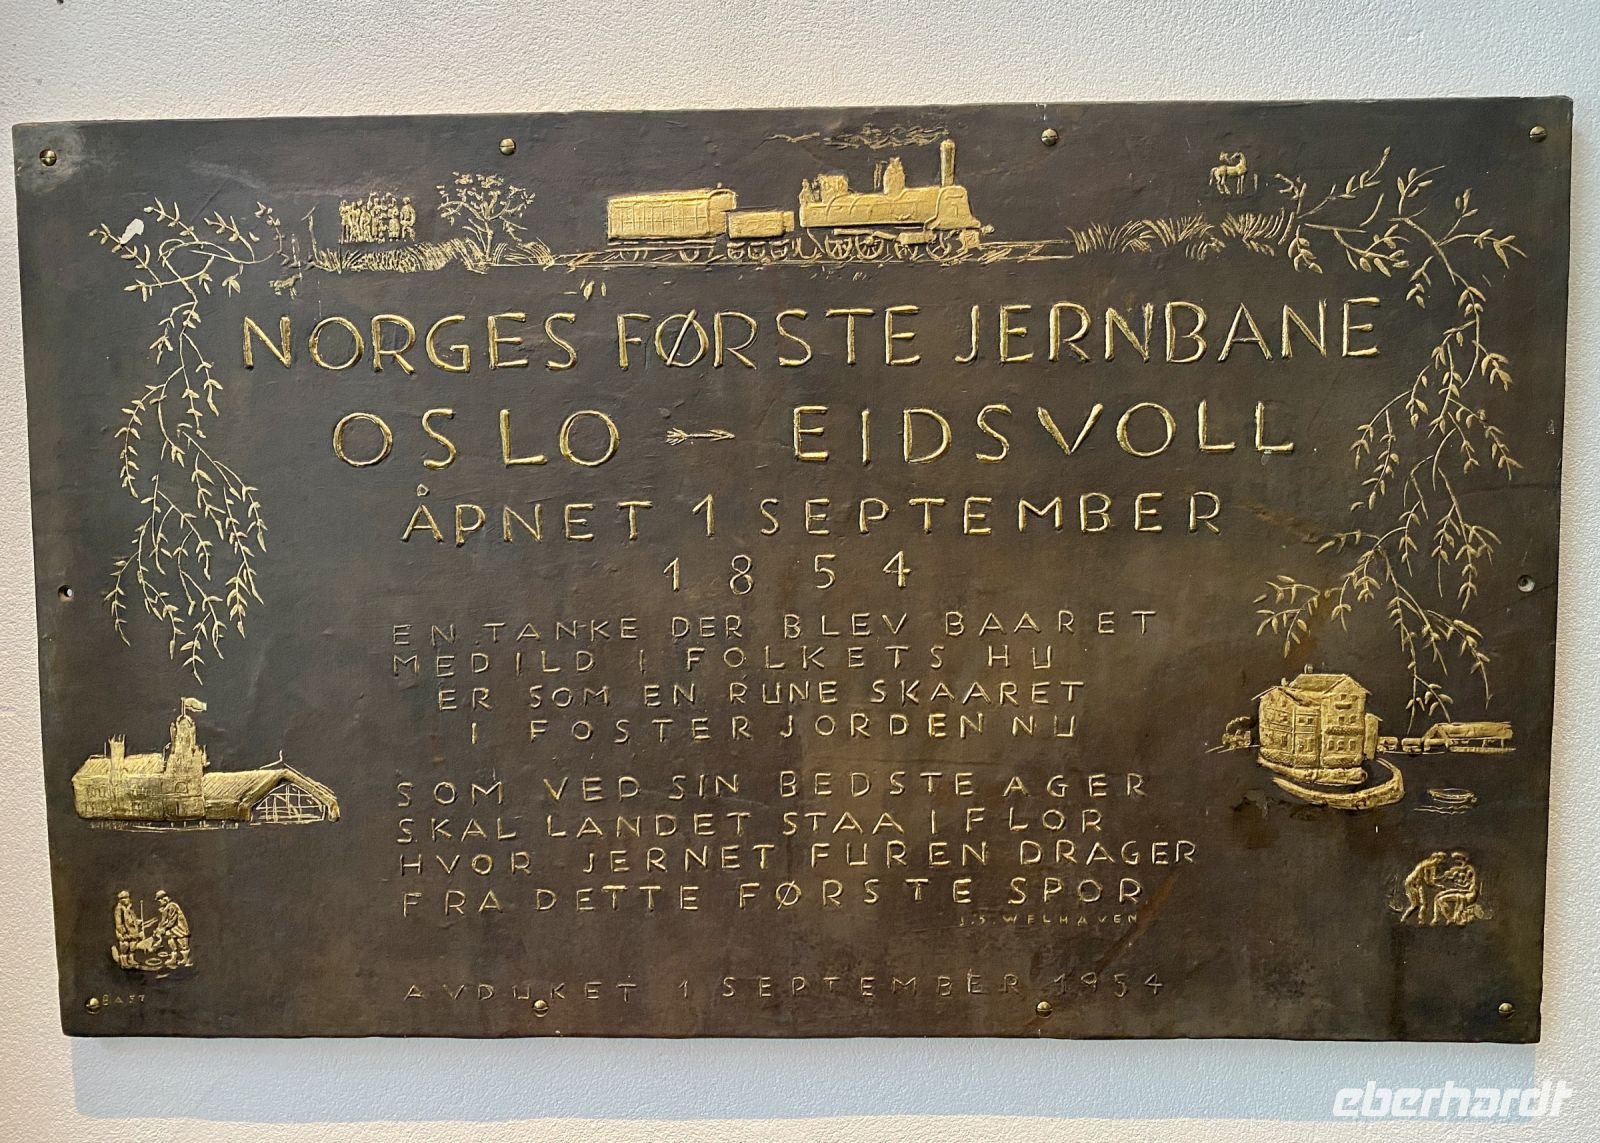 NORGES FØRSTE JERNBANE
OSLO – EIDSVOLL
ÅPNET 1 SEPTEMBER
1854
EN TANKE DER BLEV BAARET
MED ILD I FOLKETS HU
ER SOM EN RUNE SKAARET
I FOSTERJORDEN NU
SOM VED SIN BEDSTE AGER
SKAL LANDET STAA I FLOR
HVOR JERNET FUREN DRAGER
FRA DETTE FØRSTE SPOR
J.S. WELHAVEN
AVDUKET 1 SEPTEMBER 1954
BAST
eberhardt